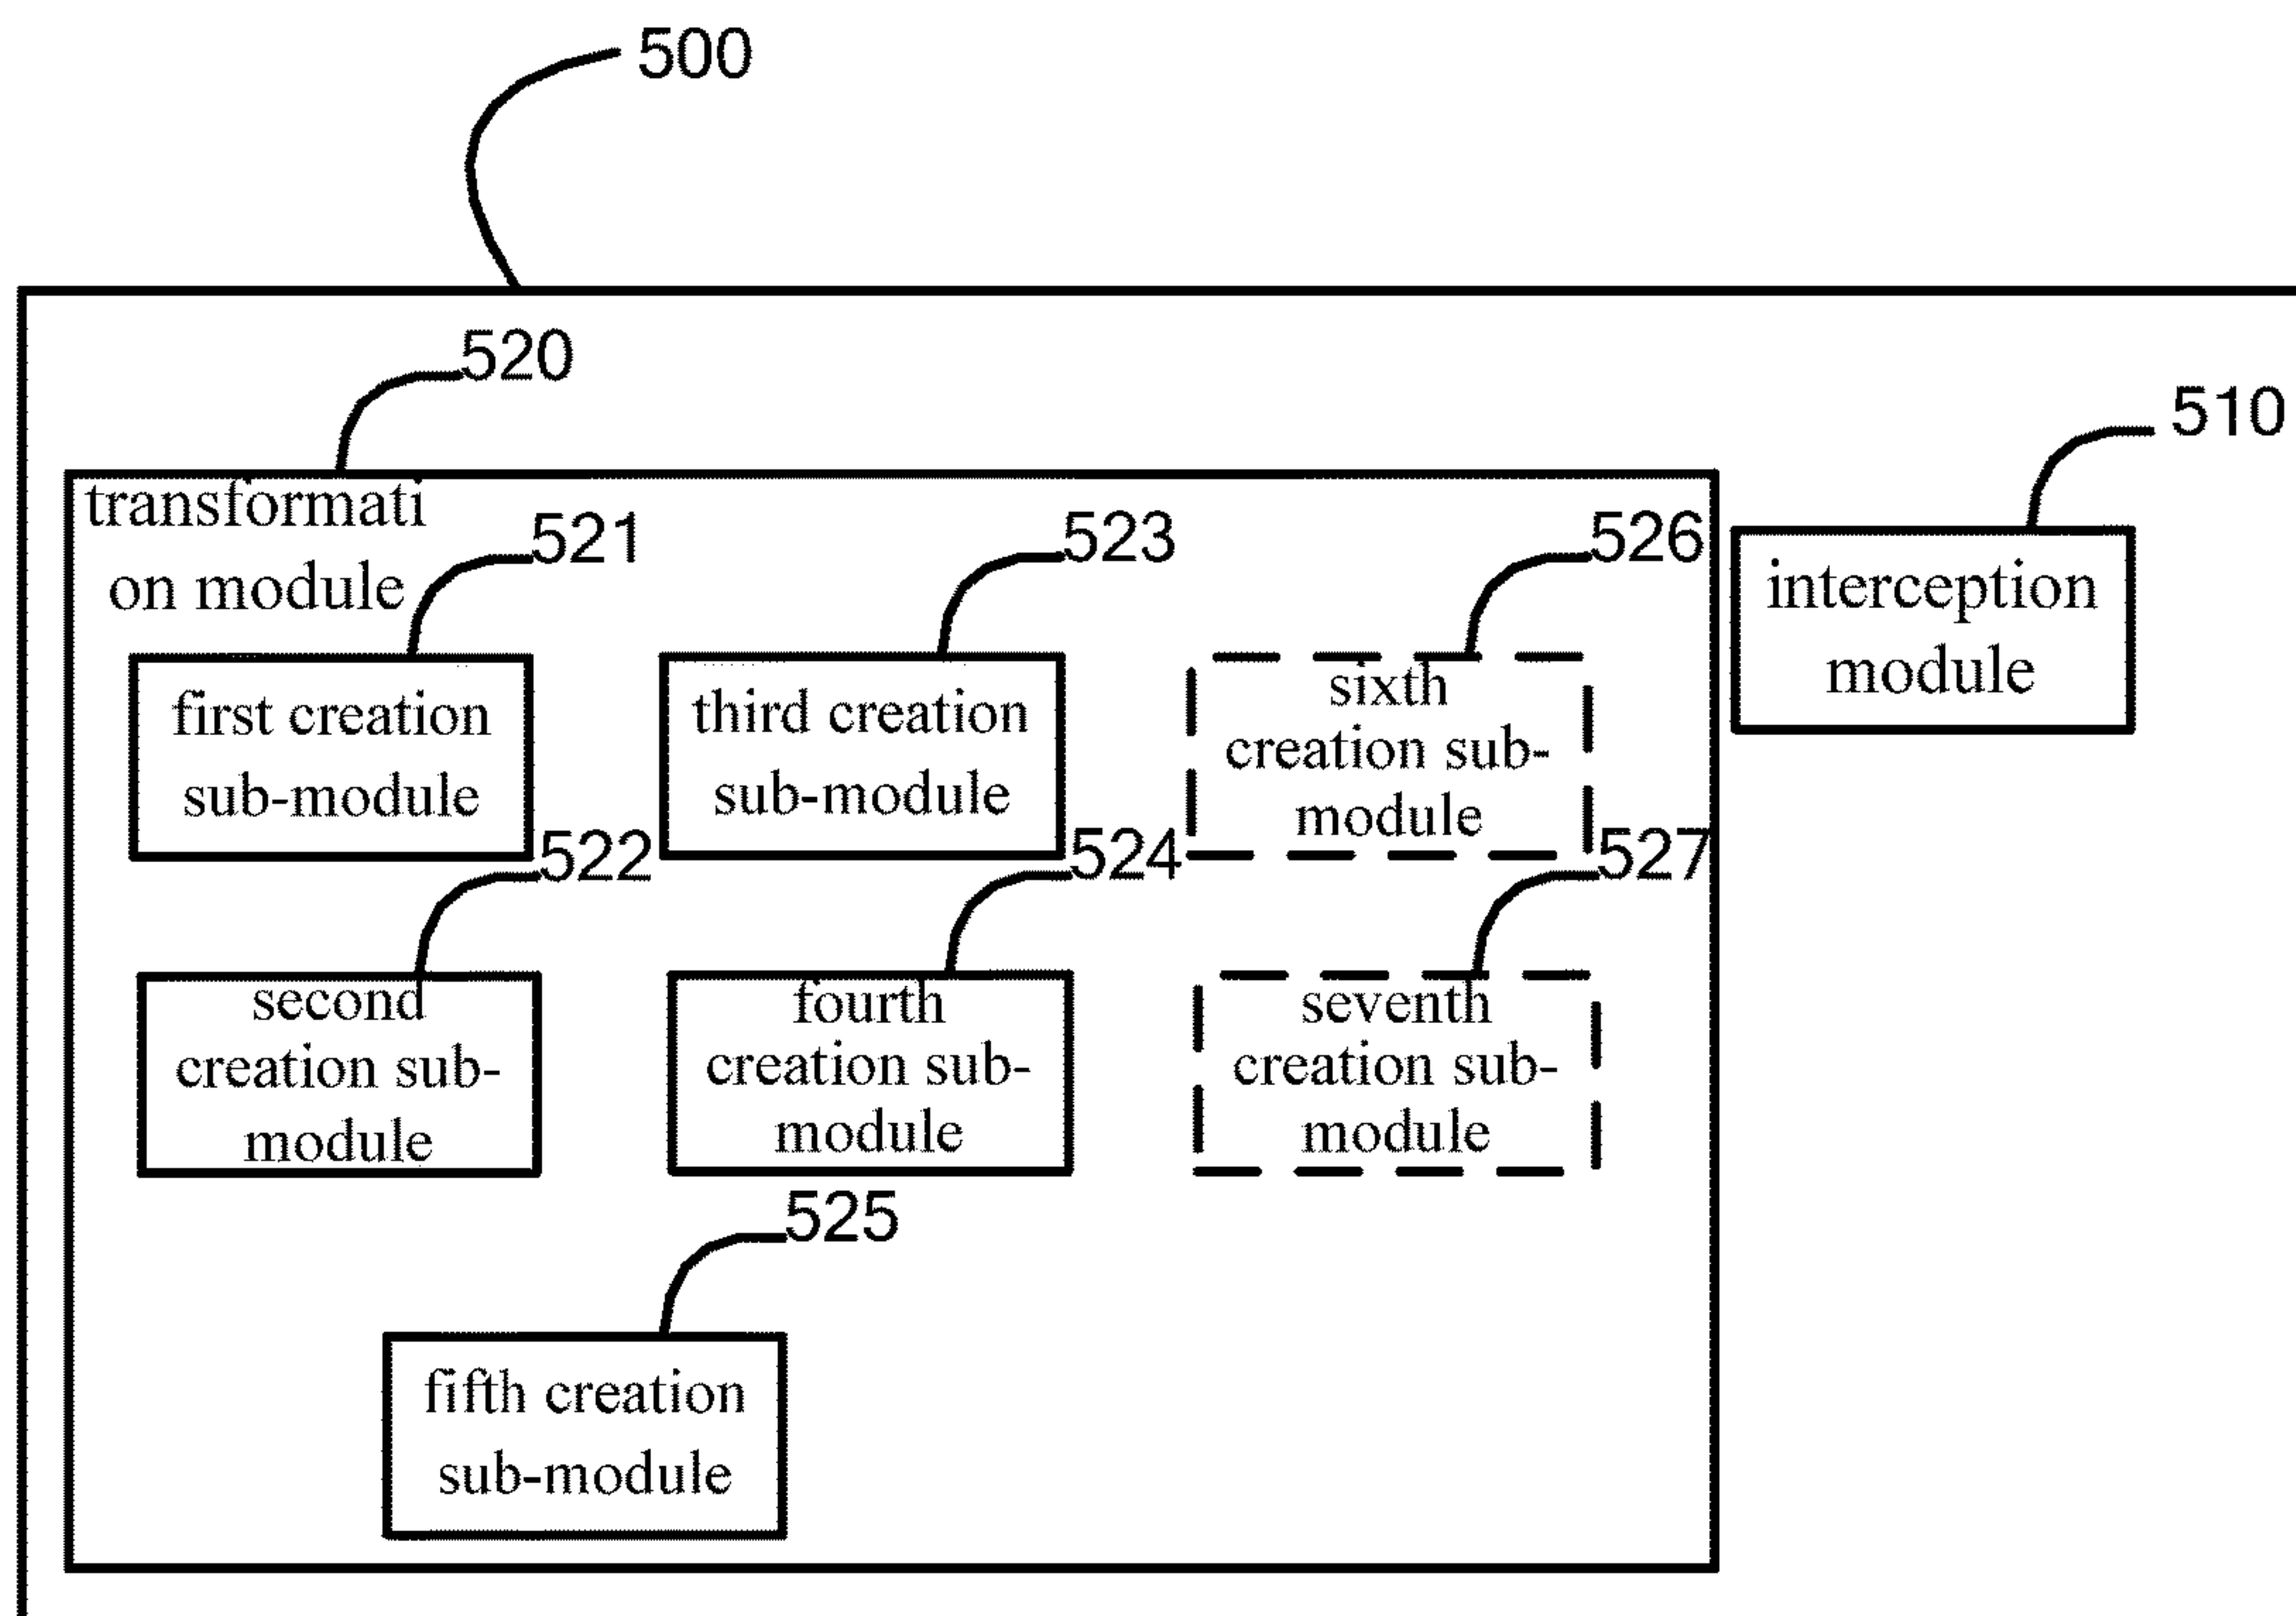 500
520
510
transformati
on module
521
523
526
interception
module
first creation
sub-module
third creation
sub-module
sixth
creation sub-
module
522
524
527
second
creation sub-
module
fourth
creation sub-
module
seventh
creation sub-
module
525
fifth creation
sub-module